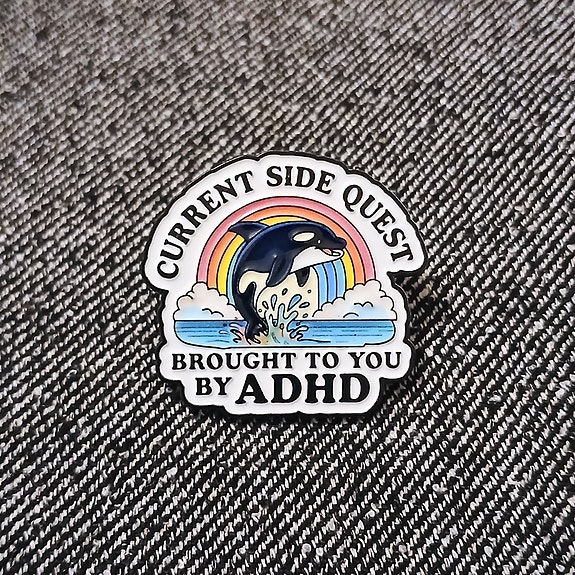 CURRENT SIDE QUEST
BROUGHT TO YOU
BY ADHD